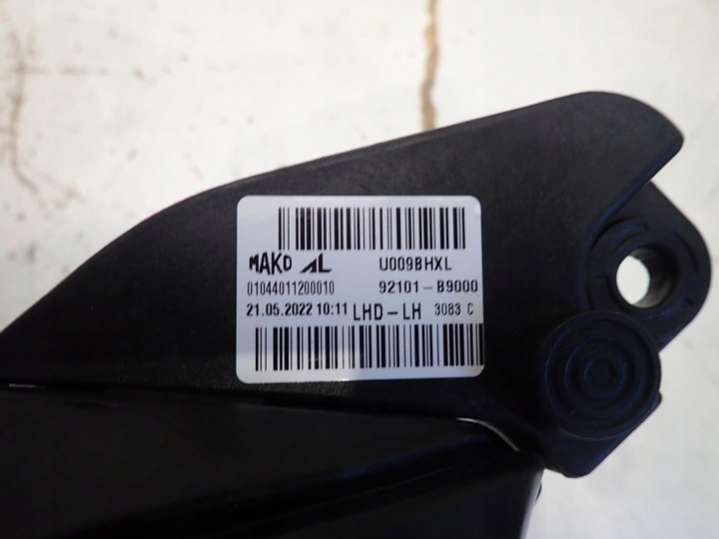 MAKO AL U009BHXL
01044011200010 92101-B9000
21.05.2022 10:11 LHD-LH 3083 C